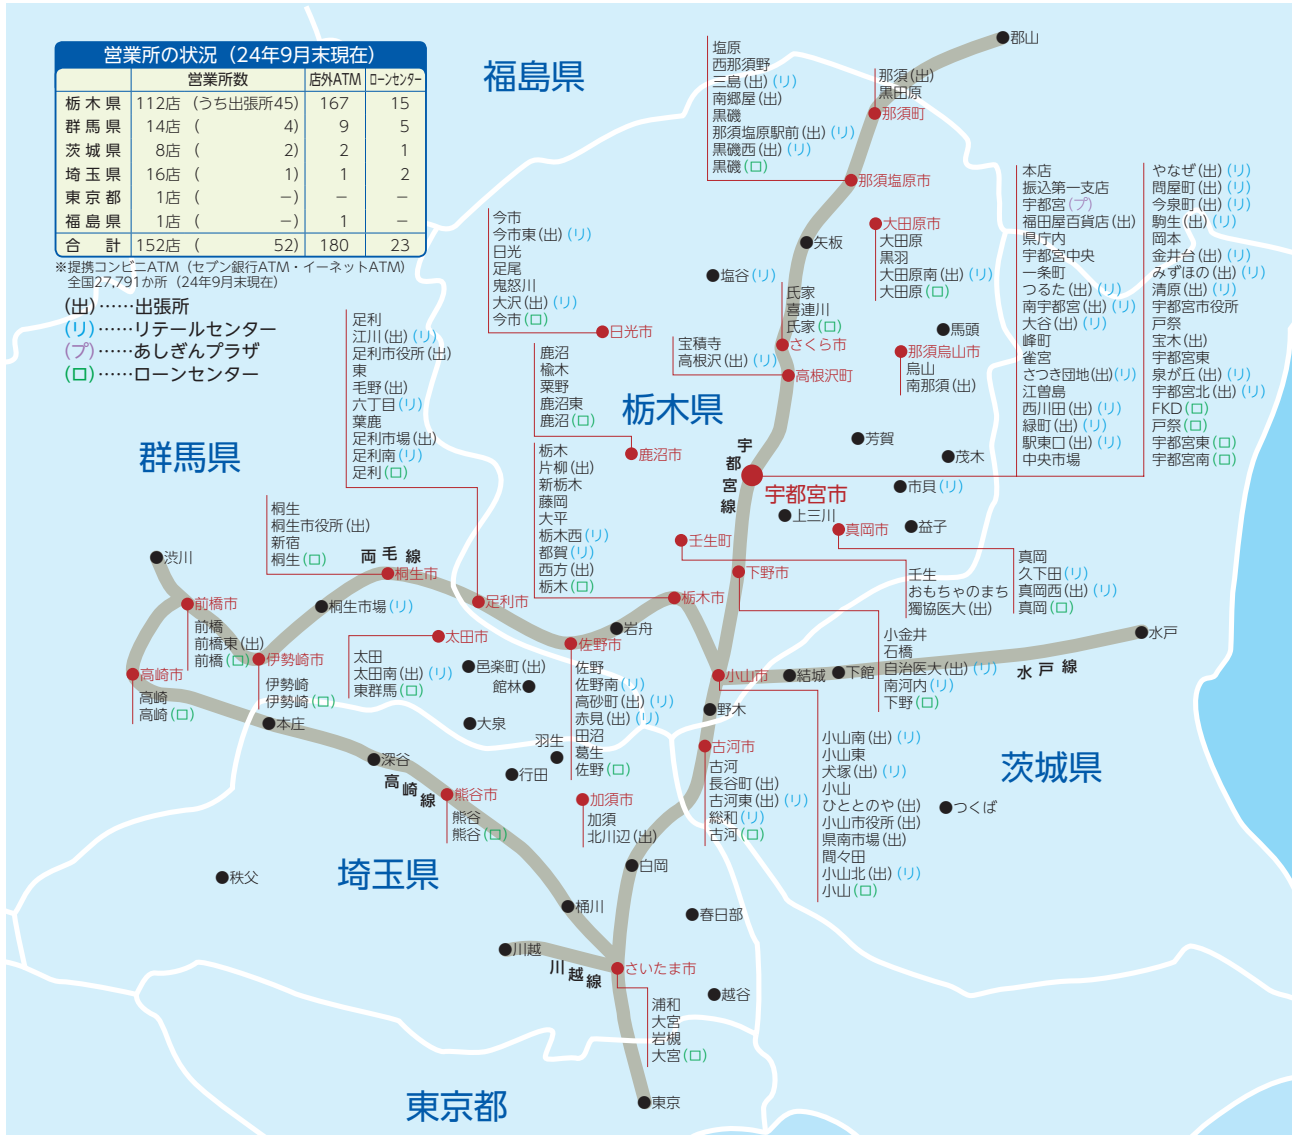 営業所の状況（24年9月末現在）
営業所数 店外ATM ローンセンター
栃木県 112店（うち出張所45） 167 15
群馬県 14店（ 4） 9 5
茨城県 8店（ 2） 2 1
埼玉県 16店（ 1） 1 2
東京都 1店（ －） － －
福島県 1店（ －） 1 －
合計 152店（ 52） 180 23
※提携コンビニATM（セブン銀行ATM・イーネットATM）
全国27,791か所（24年9月末現在）
(出)……出張所
(リ)……リテールセンター
(プ)……あしぎんプラザ
(ロ)……ローンセンター
福島県
郡山
塩原
西那須野
三島(出)(リ)
南郷屋(出)
黒磯
那須塩原駅前(出)(リ)
黒磯西(出)(リ)
黒磯(ロ)
那須塩原市
那須(出)
黒田原
那須町
本店
振込第一支店
宇都宮(プ)
福田屋百貨店(出)
県庁内
宇都宮中央
一条町
つるた(出)(リ)
南宇都宮(出)(リ)
大谷(出)(リ)
峰町
雀宮
さつき団地(出)(リ)
江曽島
西川田(出)(リ)
緑町(出)(リ)
駅東口(出)(リ)
中央市場
やなぜ(出)(リ)
問屋町(出)(リ)
今泉町(出)(リ)
駒生(出)(リ)
岡本
金井台(出)(リ)
みずほの(出)(リ)
清原(出)(リ)
宇都宮市役所
戸祭
宝木(出)
宇都宮東
泉が丘(出)(リ)
宇都宮北(出)(リ)
FKD(ロ)
戸祭(ロ)
宇都宮東(ロ)
宇都宮南(ロ)
宇都宮市
今市
今市東(出)(リ)
日光
足尾
鬼怒川
大沢(出)(リ)
今市(ロ)
日光市
大田原市
大田原
黒羽
大田原南(出)(リ)
大田原(ロ)
矢板
塩谷(リ)
氏家
喜連川
氏家(ロ)
さくら市
宝積寺
高根沢(出)(リ)
高根沢町
馬頭
那須烏山市
烏山
南那須(出)
足利
江川(出)(リ)
足利市役所(出)
東
毛野(出)
六丁目(リ)
葉鹿
足利市場(出)
足利南(リ)
足利(ロ)
足利市
鹿沼
楡木
粟野
鹿沼東
鹿沼(ロ)
鹿沼市
栃木県
群馬県
宇都宮線
芳賀
茂木
市貝(リ)
栃木
片柳(出)
新栃木
藤岡
大平
栃木西(リ)
都賀(リ)
西方(出)
栃木(ロ)
栃木市
上三川
真岡市
益子
真岡
久下田(リ)
真岡西(出)(リ)
真岡(ロ)
壬生町
壬生
おもちゃのまち
獨協医大(出)
下野市
小金井
石橋
自治医大(出)(リ)
南河内(リ)
下野(ロ)
桐生
桐生市役所(出)
新宿
桐生(ロ)
両毛線
桐生市
渋川
前橋市
前橋
前橋東(出)
前橋(ロ)
桐生市場(リ)
伊勢崎市
伊勢崎
伊勢崎(ロ)
高崎市
高崎
高崎(ロ)
太田市
太田
太田南(出)(リ)
東群馬(ロ)
邑楽町(出)
館林
大泉
岩舟
佐野市
佐野
佐野南(リ)
高砂町(出)(リ)
赤見(出)(リ)
田沼
葛生
佐野(ロ)
小山市
結城
下館
水戸線
水戸
野木
小山南(出)(リ)
小山東
犬塚(出)(リ)
小山
ひととのや(出)
小山市役所(出)
県南市場(出)
間々田
小山北(出)(リ)
小山(ロ)
茨城県
つくば
古河市
古河
長谷町(出)
古河東(出)(リ)
総和(リ)
古河(ロ)
本庄
深谷
高崎線
熊谷市
熊谷
熊谷(ロ)
羽生
行田
加須市
加須
北川辺(出)
埼玉県
秩父
白岡
桶川
春日部
川越
川越線
さいたま市
浦和
大宮
岩槻
大宮(ロ)
越谷
東京都
東京